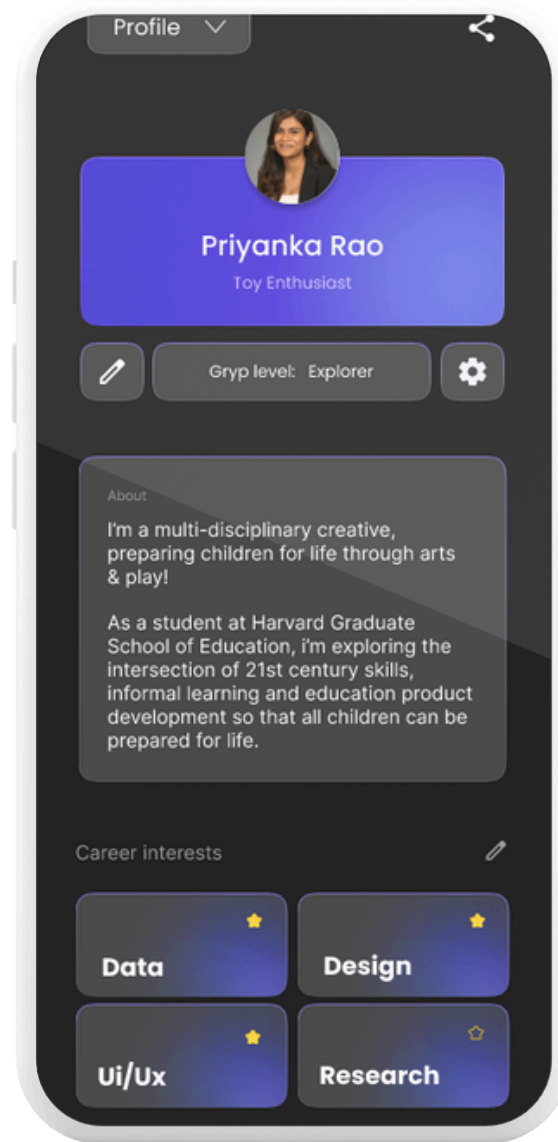 Profile
Priyanka Rao
Toy Enthusiast
Gryp level: Explorer
About
I'm a multi-disciplinary creative,
preparing children for life through arts
& play!
As a student at Harvard Graduate
School of Education, i'm exploring the
intersection of 21st century skills,
informal learning and education product
development so that all children can be
prepared for life.
Career interests
Data
Design
Ui/Ux
Research